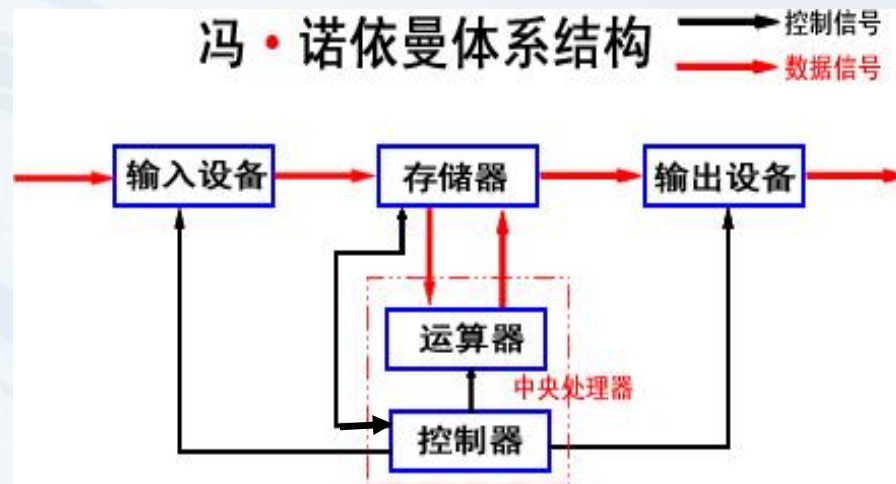 冯·诺依曼体系结构
控制信号
数据信号
输入设备
存储器
输出设备
运算器
中央处理器
控制器